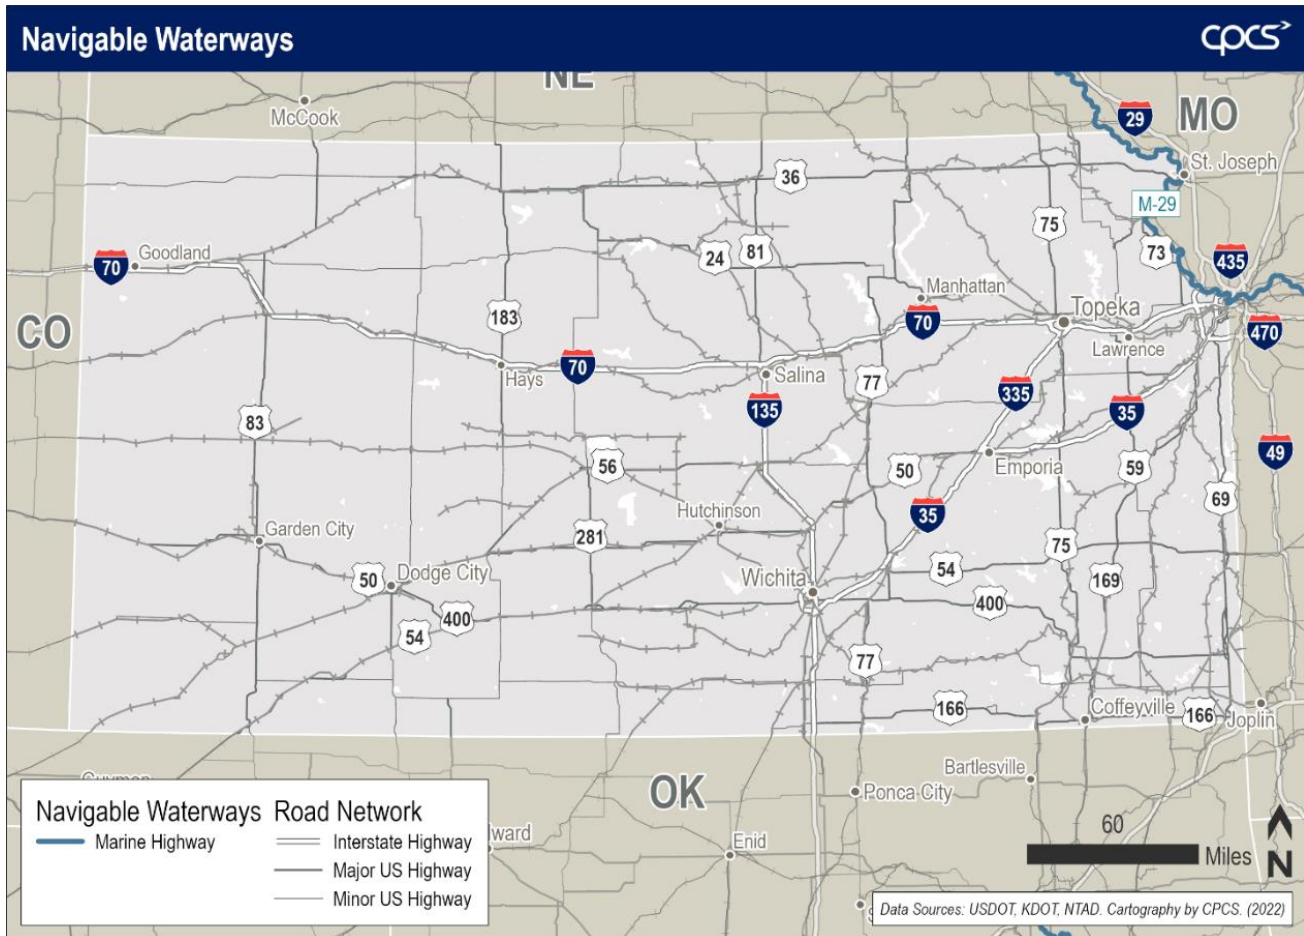 Navigable Waterways
cpcs
NE
McCook
29
MO
St. Joseph
36
M-29
75
73
Goodland
70
24
81
435
Manhattan
183
Topeka
70
CO
470
Lawrence
Hays
70
Salina
77
335
135
35
83
49
56
50
Emporia
59
69
Hutchinson
35
Garden City
281
75
50
Dodge City
Wichita
54
169
400
400
54
77
166
Coffeyville
166
Joplin
Guymon
Bartlesville
OK
Ponca City
Navigable Waterways
Marine Highway
Road Network
Interstate Highway
Major US Highway
Minor US Highway
ward
Enid
60
Miles
N
Data Sources: USDOT, KDOT, NTAD. Cartography by CPCS. (2022)